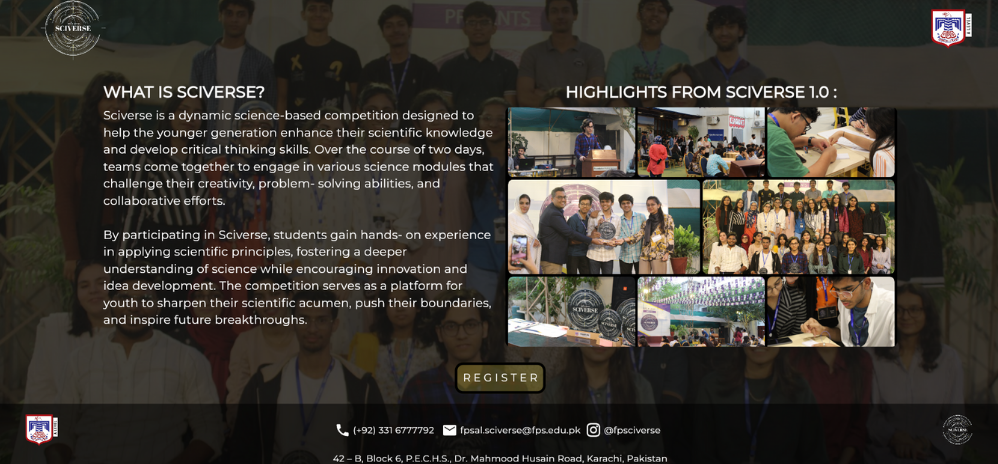 SCIVERSE
WHAT IS SCIVERSE?
Sciverse is a dynamic science-based competition designed to
help the younger generation enhance their scientific knowledge
and develop critical thinking skills. Over the course of two days,
teams come together to engage in various science modules that
challenge their creativity, problem- solving abilities, and
collaborative efforts.
By participating in Sciverse, students gain hands- on experience
in applying scientific principles, fostering a deeper
understanding of science while encouraging innovation and
idea development. The competition serves as a platform for
youth to sharpen their scientific acumen, push their boundaries,
and inspire future breakthroughs.
HIGHLIGHTS FROM SCIVERSE 1.0 :
SCIVERSE
REGISTER
(+92) 331 6777792 fpsal.sciverse@fps.edu.pk @fpsciverse
42 – B, Block 6, P.E.C.H.S., Dr. Mahmood Husain Road, Karachi, Pakistan
SCIVERSE